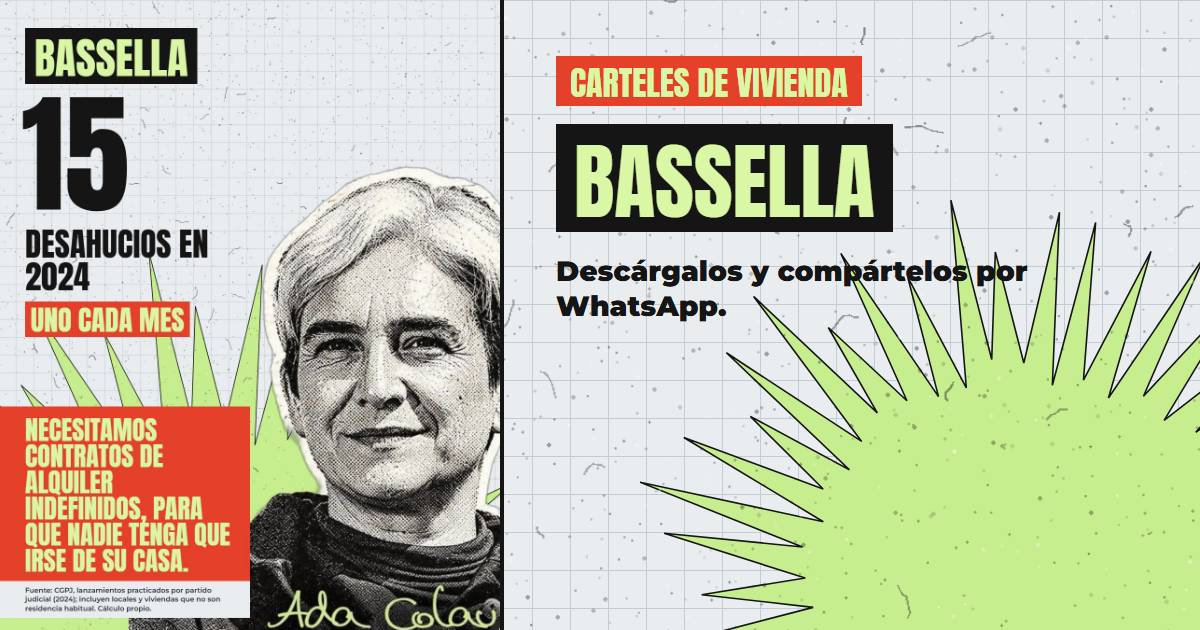 BASSELLA
15
DESAHUCIOS EN
2024
UNO CADA MES
NECESITAMOS
CONTRATOS DE
ALQUILER
INDEFINIDOS, PARA
QUE NADIE TENGA QUE
IRSE DE SU CASA.
Fuente: CGPJ, lanzamientos practicados por partido
judicial (2024); incluyen locales y viviendas que no son
residencia habitual. Cálculo propio.
Ada Colau
CARTELES DE VIVIENDA
BASSELLA
Descárgalos y compártelos por
WhatsApp.